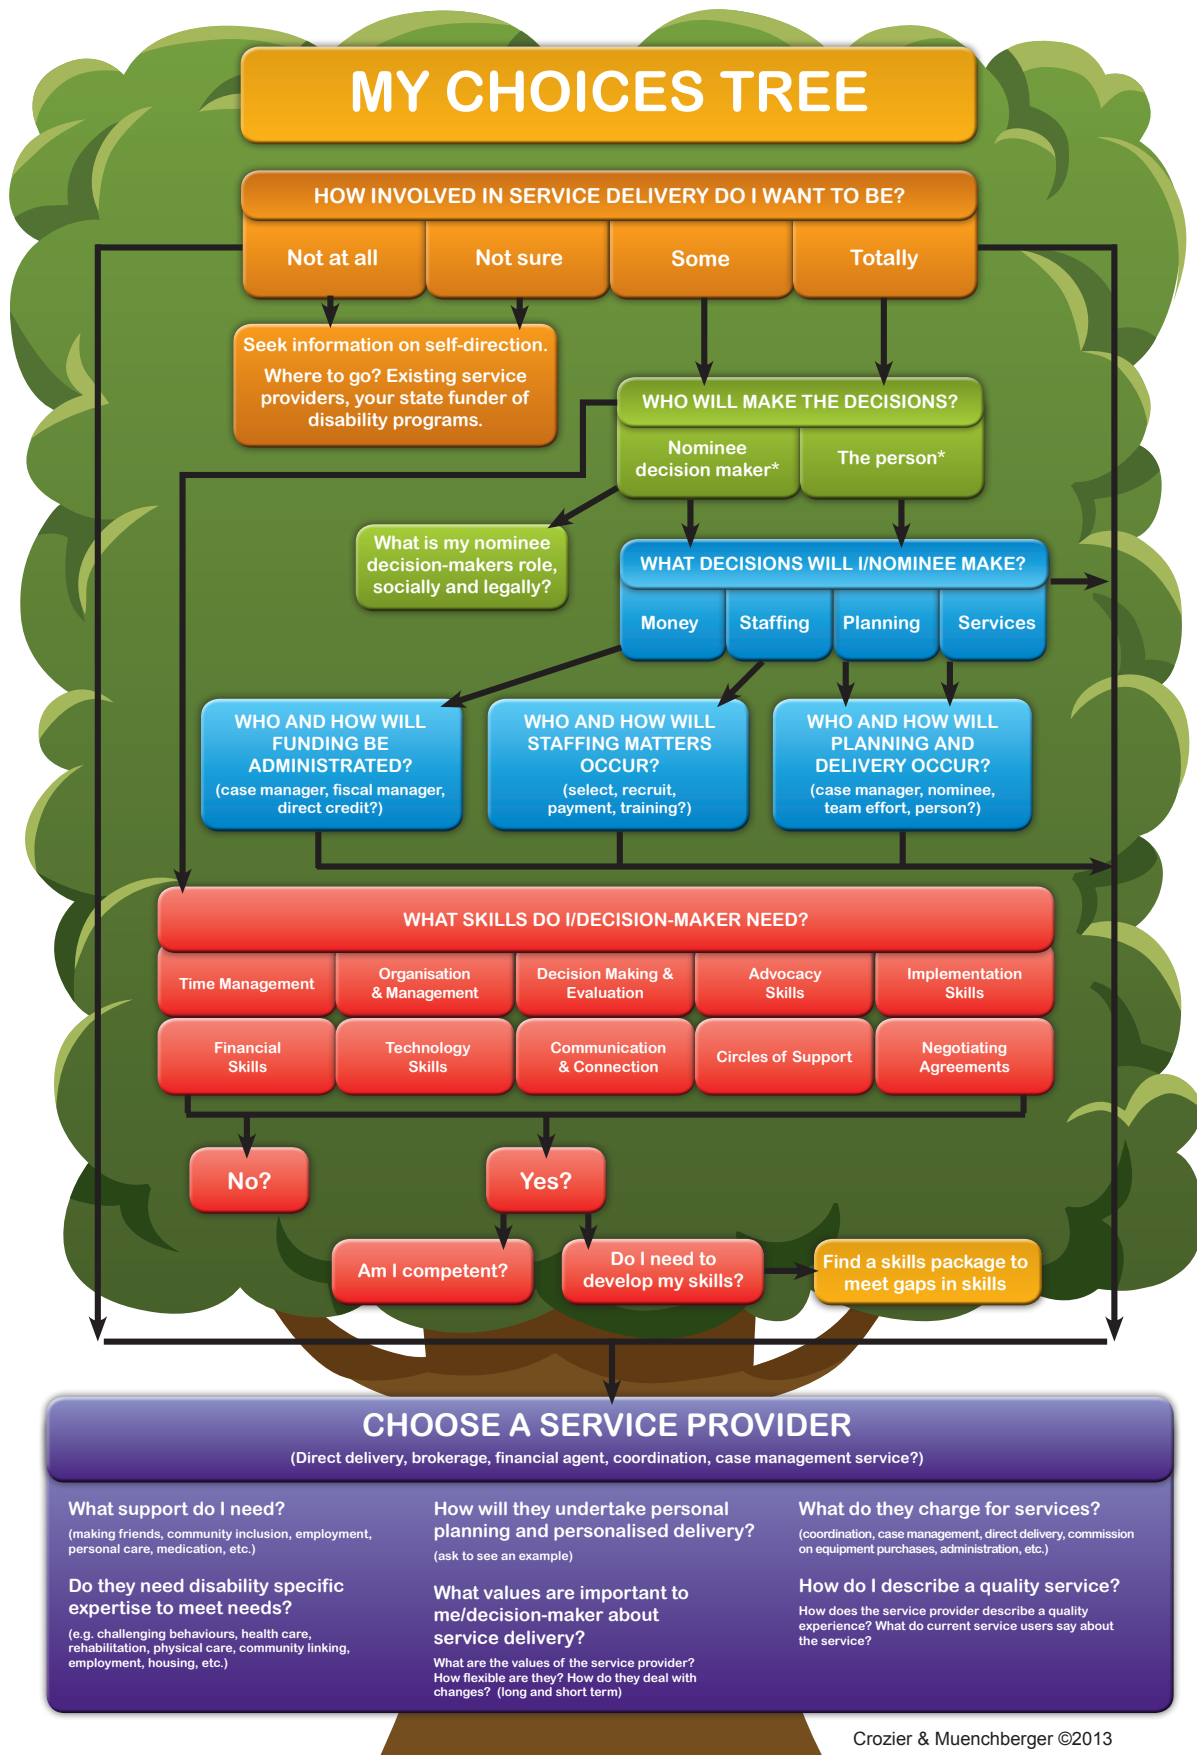 MY CHOICES TREE
HOW INVOLVED IN SERVICE DELIVERY DO I WANT TO BE?
Not at all
Not sure
Some
Totally
Seek information on self-direction.
Where to go? Existing service
providers, your state funder of
disability programs.
WHO WILL MAKE THE DECISIONS?
Nominee
decision maker*
The person*
What is my nominee
decision-makers role,
socially and legally?
WHAT DECISIONS WILL I/NOMINEE MAKE?
Money
Staffing
Planning
Services
WHO AND HOW WILL
FUNDING BE
ADMINISTRATED?
(case manager, fiscal manager,
direct credit?)
WHO AND HOW WILL
STAFFING MATTERS
OCCUR?
(select, recruit,
payment, training?)
WHO AND HOW WILL
PLANNING AND
DELIVERY OCCUR?
(case manager, nominee,
team effort, person?)
WHAT SKILLS DO I/DECISION-MAKER NEED?
Time Management
Organisation
& Management
Decision Making &
Evaluation
Advocacy
Skills
Implementation
Skills
Financial
Skills
Technology
Skills
Communication
& Connection
Circles of Support
Negotiating
Agreements
No?
Yes?
Am I competent?
Do I need to
develop my skills?
Find a skills package to
meet gaps in skills
CHOOSE A SERVICE PROVIDER
(Direct delivery, brokerage, financial agent, coordination, case management service?)
What support do I need?
(making friends, community inclusion, employment,
personal care, medication, etc.)
Do they need disability specific
expertise to meet needs?
(e.g. challenging behaviours, health care,
rehabilitation, physical care, community linking,
employment, housing, etc.)
How will they undertake personal
planning and personalised delivery?
(ask to see an example)
What values are important to
me/decision-maker about
service delivery?
What are the values of the service provider?
How flexible are they? How do they deal with
changes? (long and short term)
What do they charge for services?
(coordination, case management, direct delivery, commission
on equipment purchases, administration, etc.)
How do I describe a quality service?
How does the service provider describe a quality
experience? What do current service users say about
the service?
Crozier & Muenchberger ©2013